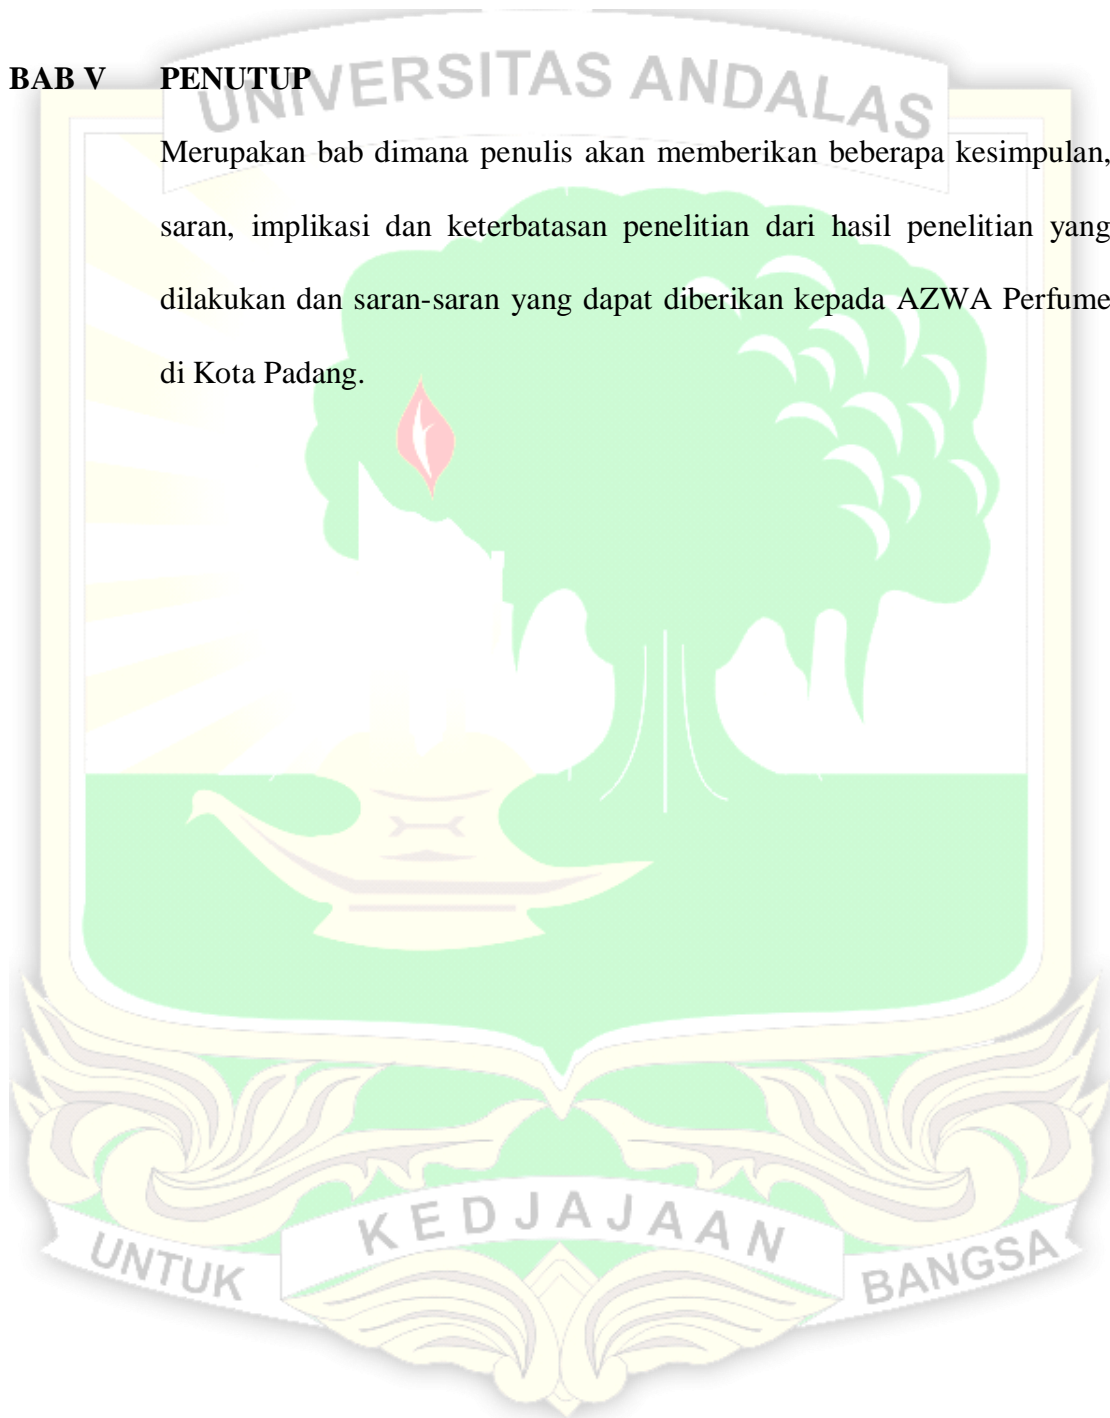 UNIVERSITAS ANDALAS
BAB V PENUTUP
Merupakan bab dimana penulis akan memberikan beberapa kesimpulan,
saran, implikasi dan keterbatasan penelitian dari hasil penelitian yang
dilakukan dan saran-saran yang dapat diberikan kepada AZWA Perfume
di Kota Padang.
UNTUK KEDJAJAAN BANGSA